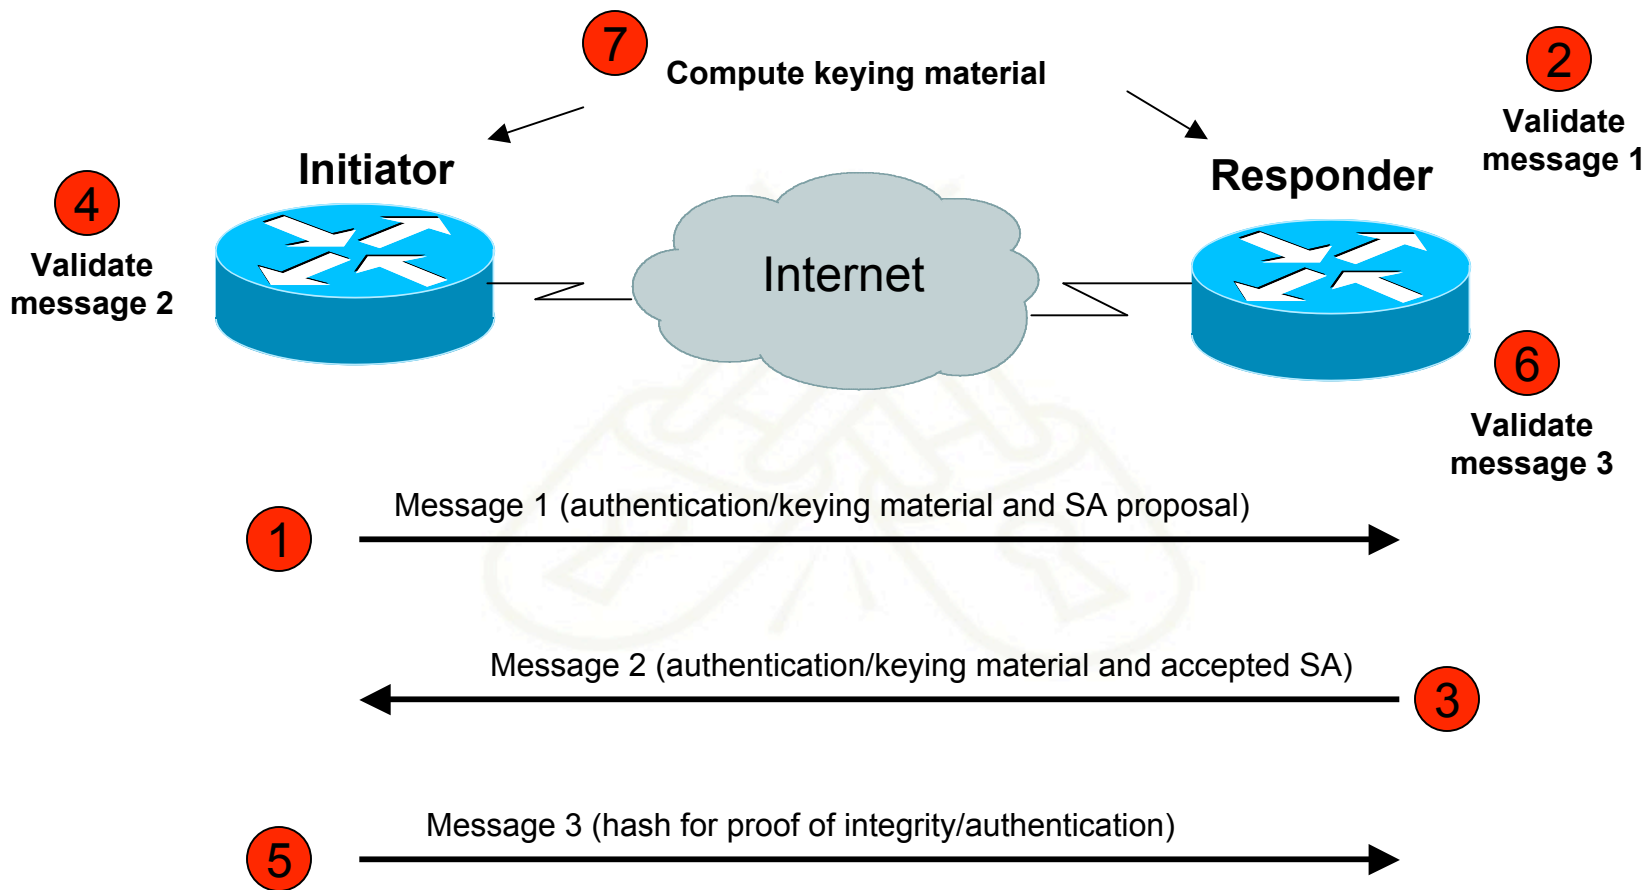 7
Compute keying material
2
Validate
message 1
Initiator
Responder
4
Validate
message 2
Internet
6
Validate
message 3
Message 1 (authentication/keying material and SA proposal)
1
Message 2 (authentication/keying material and accepted SA)
3
Message 3 (hash for proof of integrity/authentication)
5